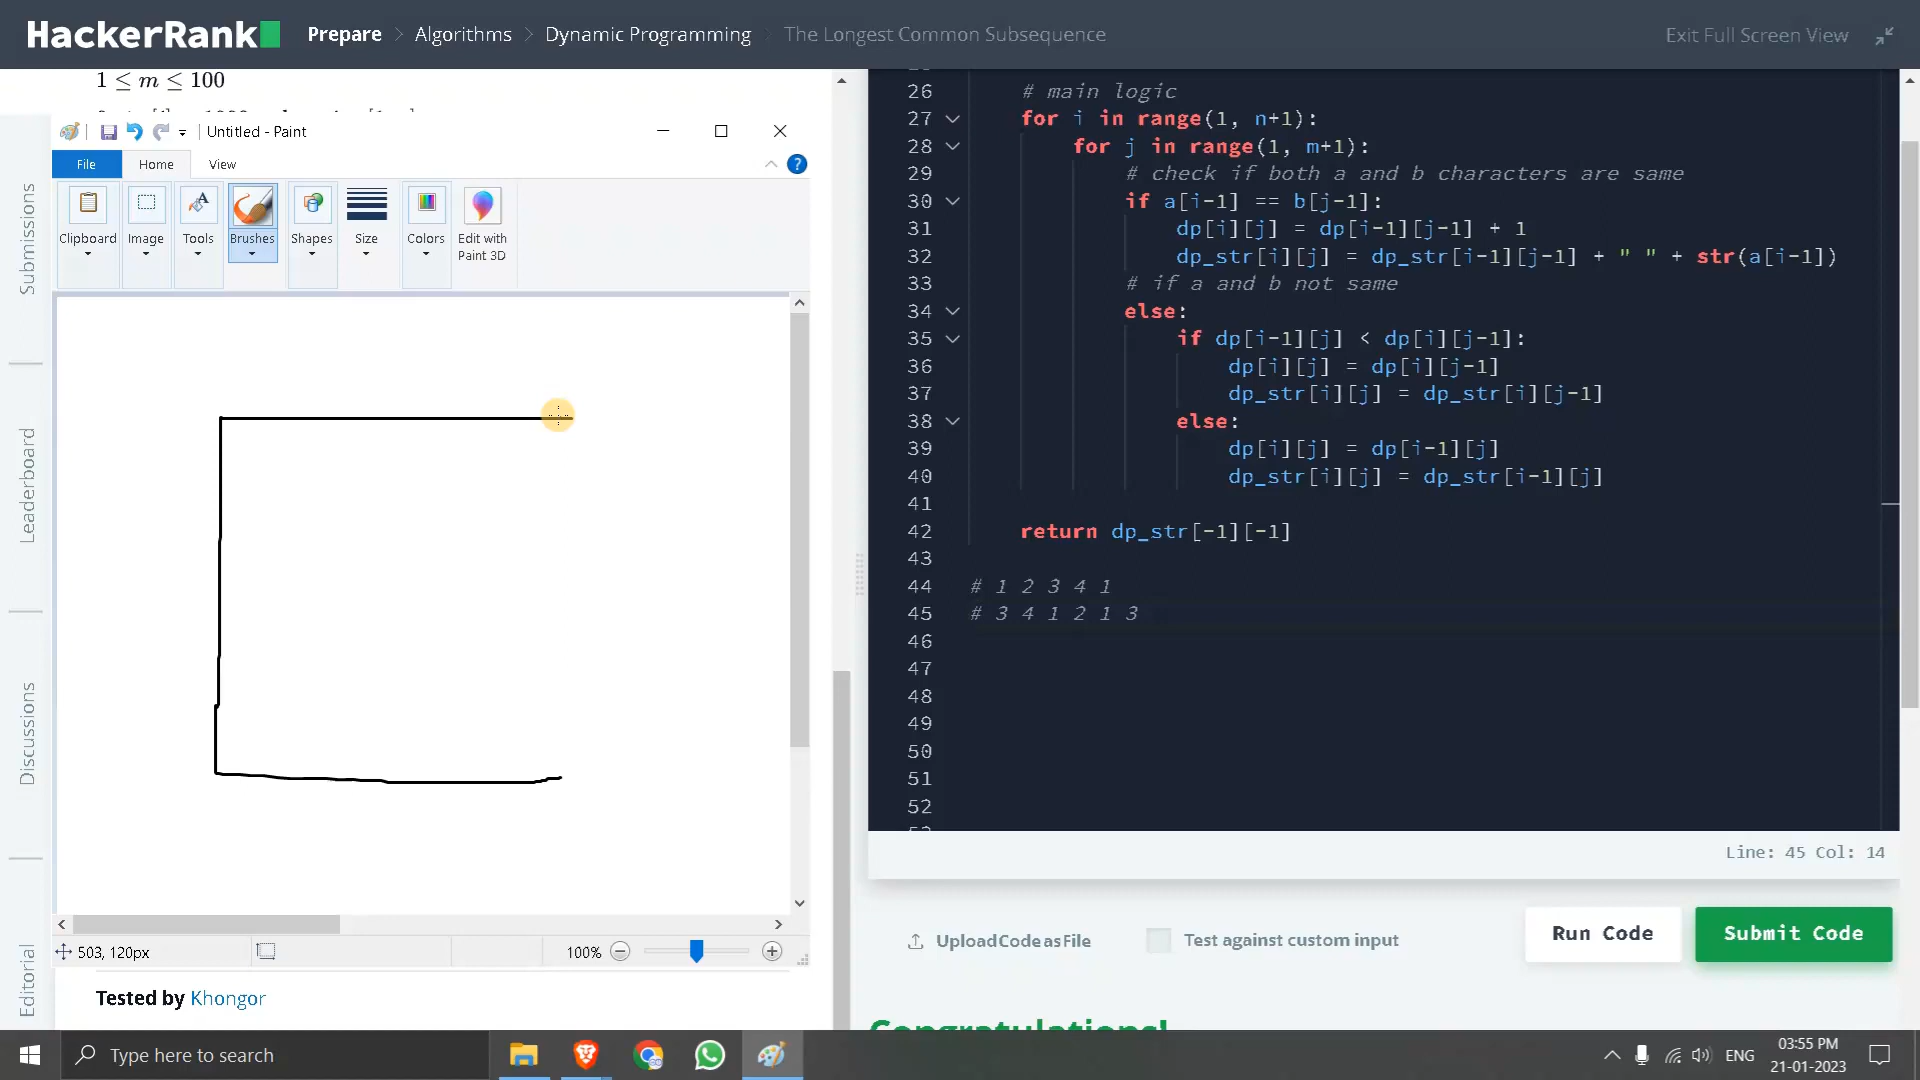 HackerRank
Prepare > Algorithms > Dynamic Programming > The Longest Common Subsequence
Exit Full Screen View
1 ≤ m ≤ 100
Untitled - Paint
File
Home
View
Clipboard
Image
Tools
Brushes
Shapes
Size
Colors
Edit with
Paint 3D
503, 120px
100%
Tested by Khongor
Submissions
Leaderboard
Discussions
Editorial
26 # main logic
27 for i in range(1, n+1):
28 for j in range(1, m+1):
29 # check if both a and b characters are same
30 if a[i-1] == b[j-1]:
31 dp[i][j] = dp[i-1][j-1] + 1
32 dp_str[i][j] = dp_str[i-1][j-1] + " " + str(a[i-1])
33 # if a and b not same
34 else:
35 if dp[i-1][j] < dp[i][j-1]:
36 dp[i][j] = dp[i][j-1]
37 dp_str[i][j] = dp_str[i][j-1]
38 else:
39 dp[i][j] = dp[i-1][j]
40 dp_str[i][j] = dp_str[i-1][j]
41
42 return dp_str[-1][-1]
43
44 # 1 2 3 4 1
45 # 3 4 1 2 1 3
46
47
48
49
50
51
52
Line: 45 Col: 14
Upload Code as File
Test against custom input
Run Code
Submit Code
Congratulations!
Type here to search
ENG
03:55 PM
21-01-2023